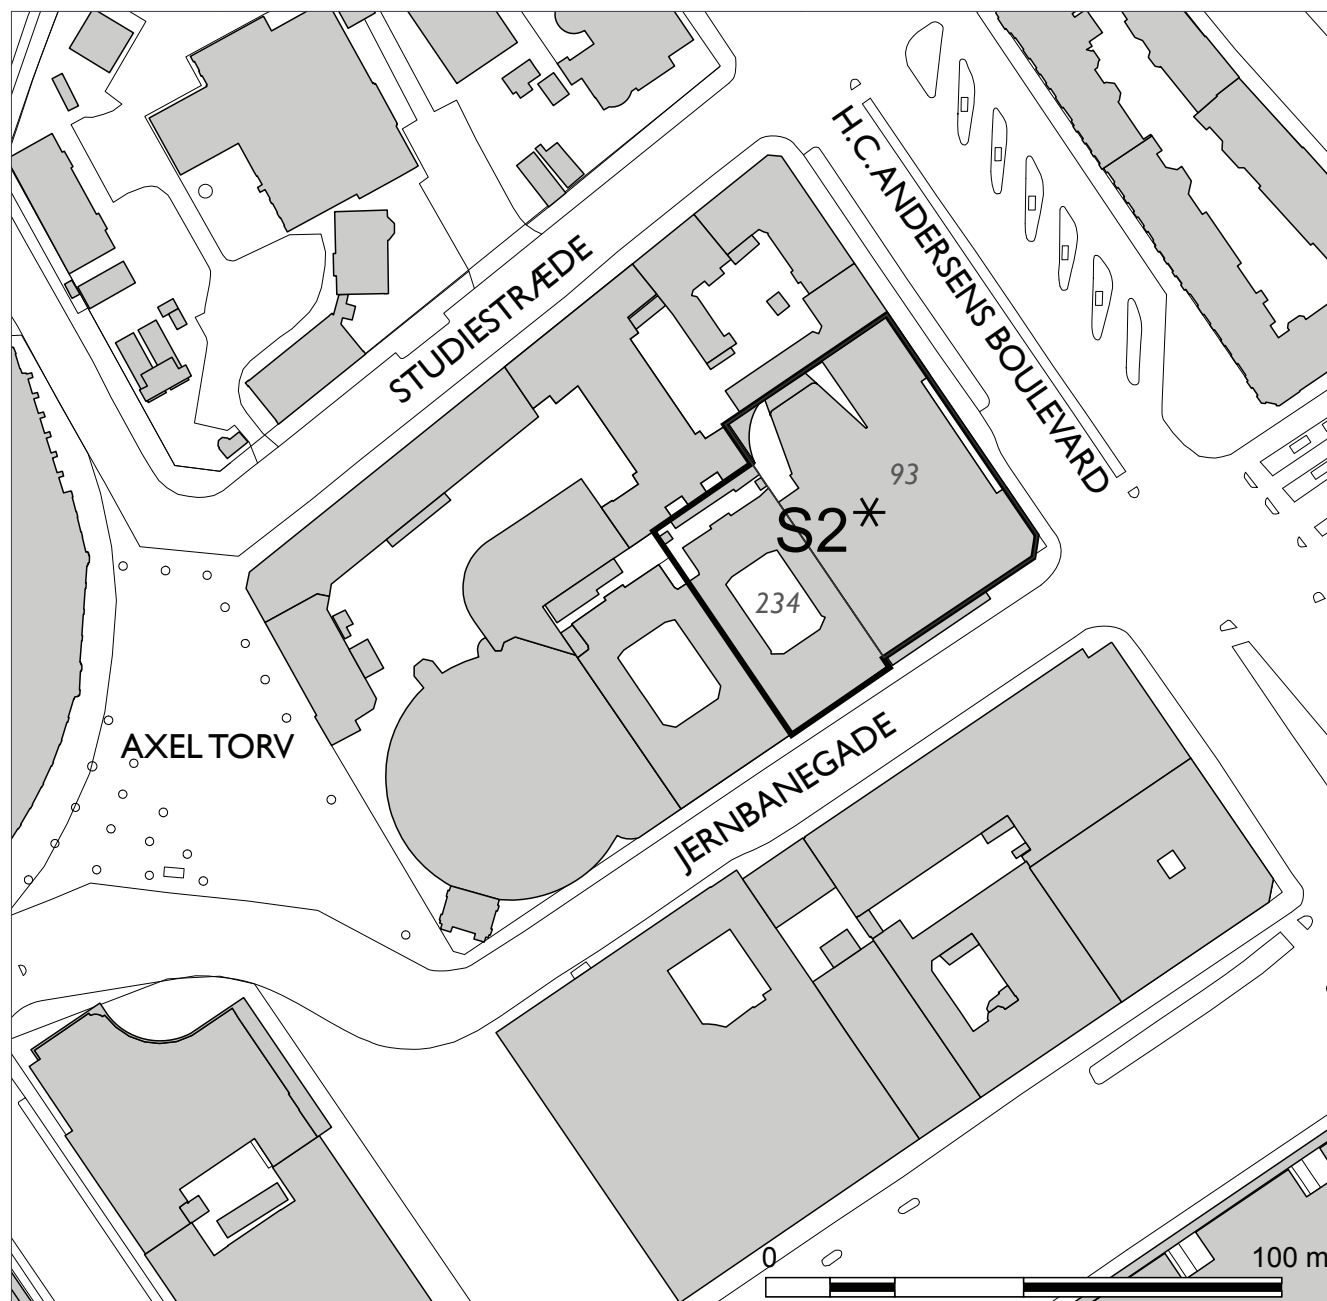 H.C. ANDERSENS BOULEVARD
STUDIESTRÆDE
93
S2*
234
AXEL TORV
JERNBANEGADE
0 100 m